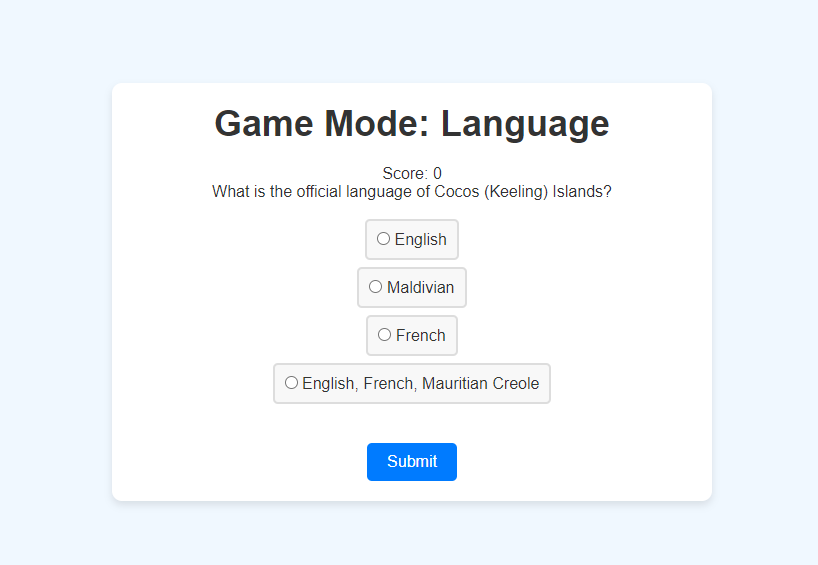 Game Mode: Language
Score: 0
What is the official language of Cocos (Keeling) Islands?
English
Maldivian
French
English, French, Mauritian Creole
Submit